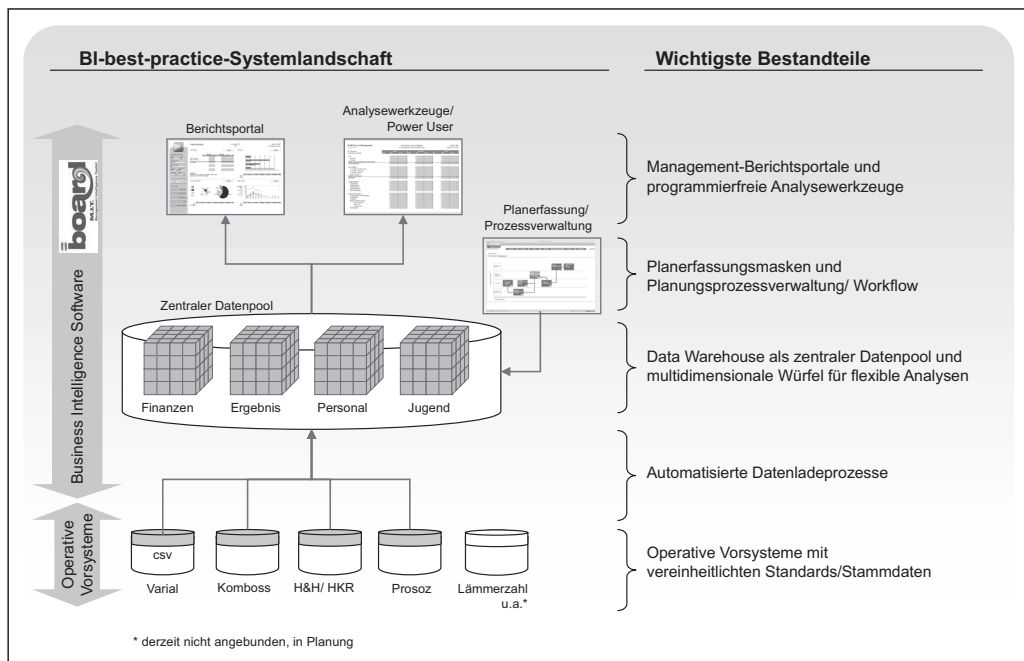 BI-best-practice-Systemlandschaft
Wichtigste Bestandteile
Berichtsportal
Analysewerkzeuge/
Power User
Planerfassung/
Prozessverwaltung
Management-Berichtsportale und
programmierfreie Analysewerkzeuge
Planerfassungsmasken und
Planungsprozessverwaltung/ Workflow
board
M.I.T.
Business Intelligence Software
Zentraler Datenpool
Finanzen
Ergebnis
Personal
Jugend
Data Warehouse als zentraler Datenpool und
multidimensionale Würfel für flexible Analysen
Automatisierte Datenladeprozesse
Operative
Vorsysteme
csv
Varial
Komboss
H&H/ HKR
Prosoz
Lämmerzahl
u.a.*
Operative Vorsysteme mit
vereinheitlichten Standards/Stammdaten
* derzeit nicht angebunden, in Planung